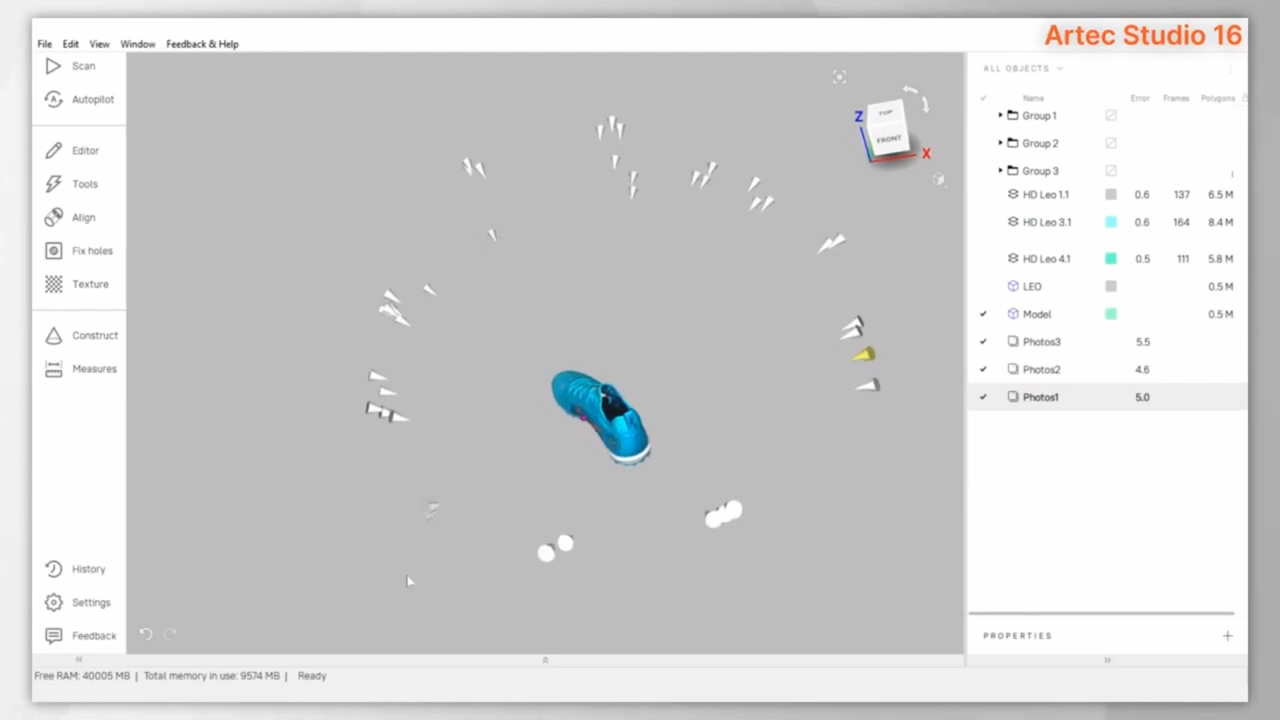 Artec Studio 16
File Edit View Window Feedback & Help
Scan
Autopilot
Editor
Tools
Align
Fix holes
Texture
Construct
Measures
History
Settings
Feedback
TOP
FRONT
Z
X
ALL OBJECTS
Name Error Frames Polygons
Group 1
Group 2
Group 3
HD Leo 1.1 0.6 137 6.5 M
HD Leo 3.1 0.6 164 8.4 M
HD Leo 4.1 0.5 111 5.8 M
LEO 0.5 M
Model 0.5 M
Photos3 5.5
Photos2 4.6
Photos1 5.0
PROPERTIES
Free RAM: 40005 MB | Total memory in use: 9574 MB | Ready